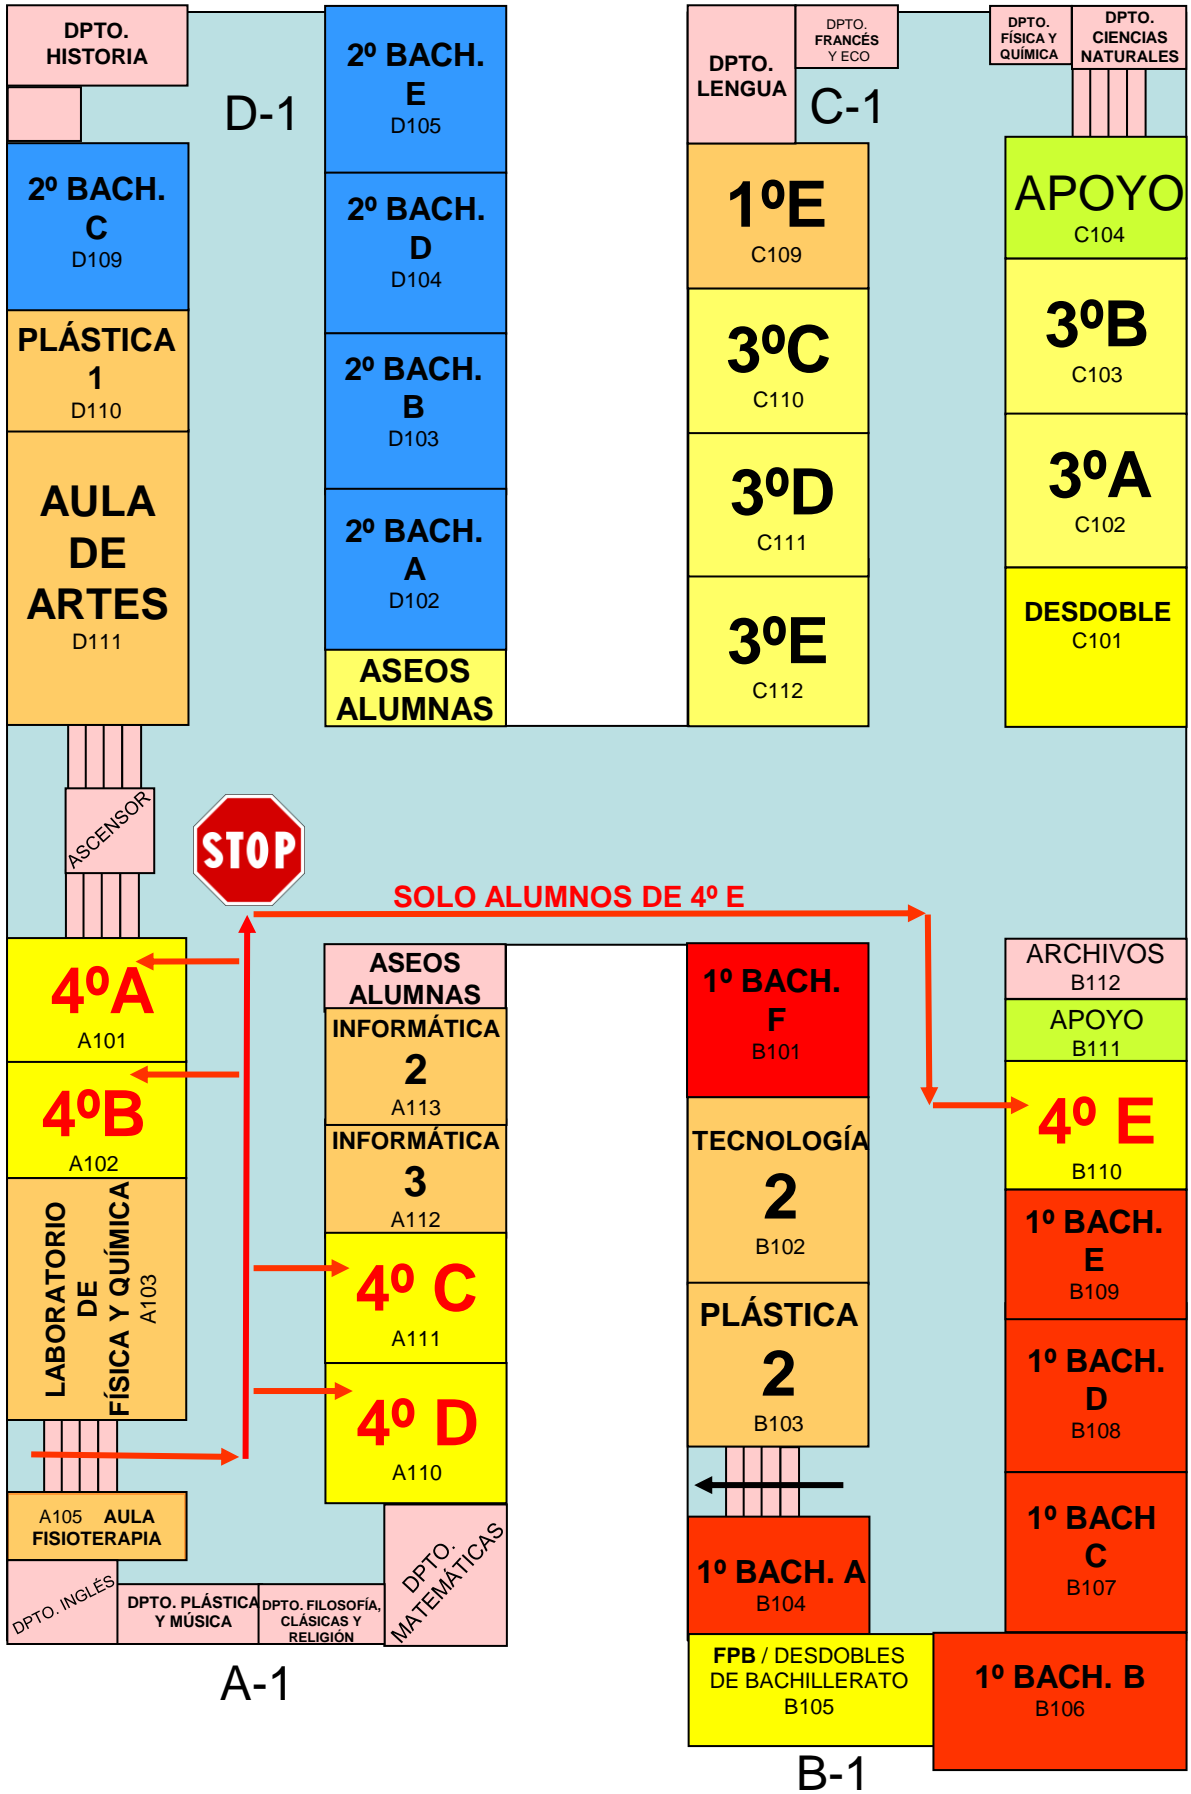 DPTO.
HISTORIA
D-1
2º BACH.
E
D105
2º BACH.
C
D109
2º BACH.
D
D104
PLÁSTICA
1
D110
2º BACH.
B
D103
AULA
DE
ARTES
D111
2º BACH.
A
D102
ASEOS
ALUMNAS
DPTO.
LENGUA
DPTO.
FRANCÉS
Y ECO
C-1
DPTO.
FÍSICA Y
QUÍMICA
DPTO.
CIENCIAS
NATURALES
1ºE
C109
APOYO
C104
3ºC
C110
3ºB
C103
3ºD
C111
3ºA
C102
3ºE
C112
DESDOBLE
C101
ASCENSOR
STOP
SOLO ALUMNOS DE 4º E
4ºA
A101
4ºB
A102
LABORATORIO
DE
FÍSICA Y QUÍMICA
A103
ASEOS
ALUMNAS
INFORMÁTICA
2
A113
INFORMÁTICA
3
A112
4º C
A111
4º D
A110
A105 AULA
FISIOTERAPIA
DPTO. INGLÉS
DPTO. PLÁSTICA
Y MÚSICA
DPTO. FILOSOFÍA,
CLÁSICAS Y
RELIGIÓN
DPTO.
MATEMÁTICAS
A-1
1º BACH.
F
B101
TECNOLOGÍA
2
B102
PLÁSTICA
2
B103
1º BACH. A
B104
FPB / DESDOBLES
DE BACHILLERATO
B105
ARCHIVOS
B112
APOYO
B111
4º E
B110
1º BACH.
E
B109
1º BACH.
D
B108
1º BACH
C
B107
1º BACH. B
B106
B-1